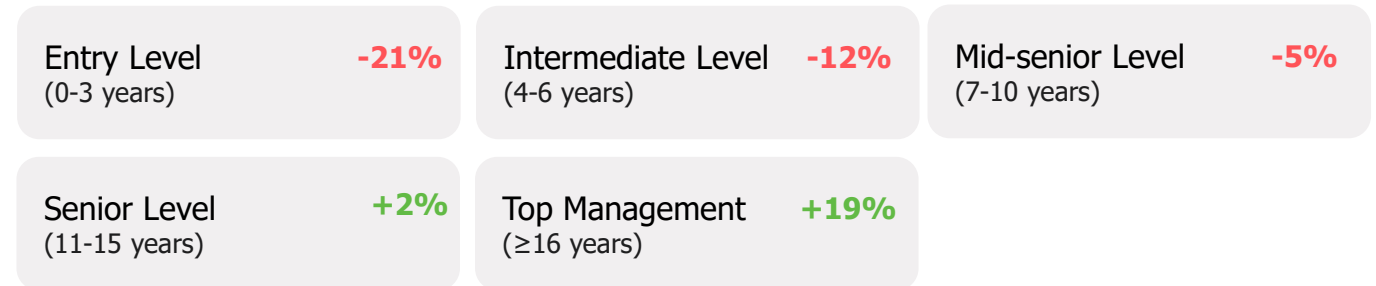 Entry Level -21%
(0-3 years)
Intermediate Level -12%
(4-6 years)
Mid-senior Level -5%
(7-10 years)
Senior Level +2%
(11-15 years)
Top Management +19%
(≥16 years)